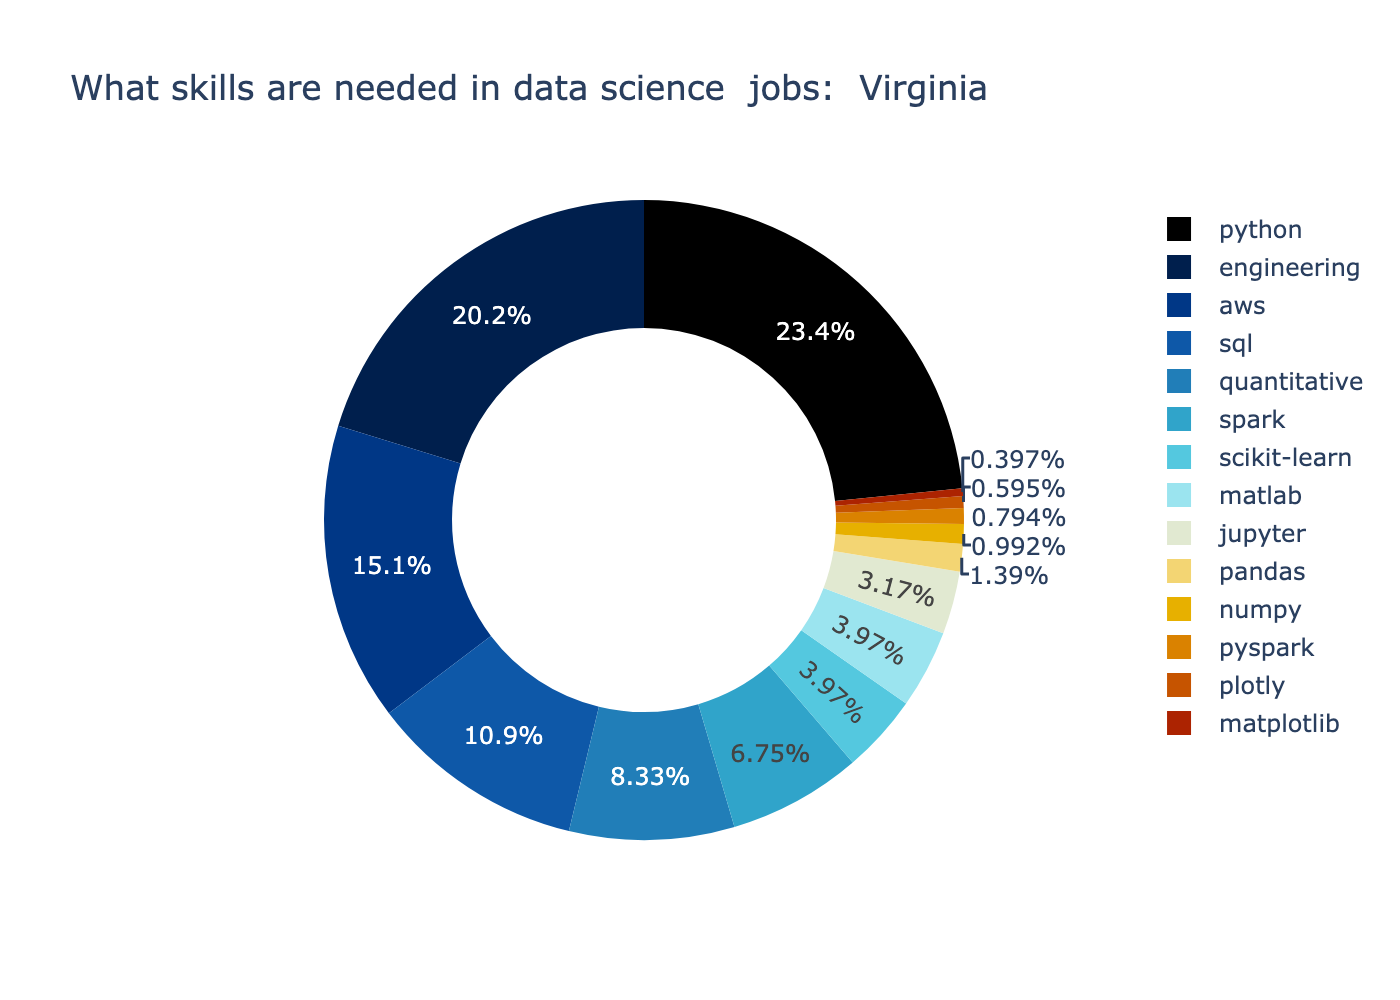 What skills are needed in data science  jobs:  Virginia
23.4%
20.2%
15.1%
10.9%
8.33%
6.75%
3.97%
3.97%
3.17%
1.39%
0.992%
0.794%
0.595%
0.397%
python
engineering
aws
sql
quantitative
spark
scikit-learn
matlab
jupyter
pandas
numpy
pyspark
plotly
matplotlib